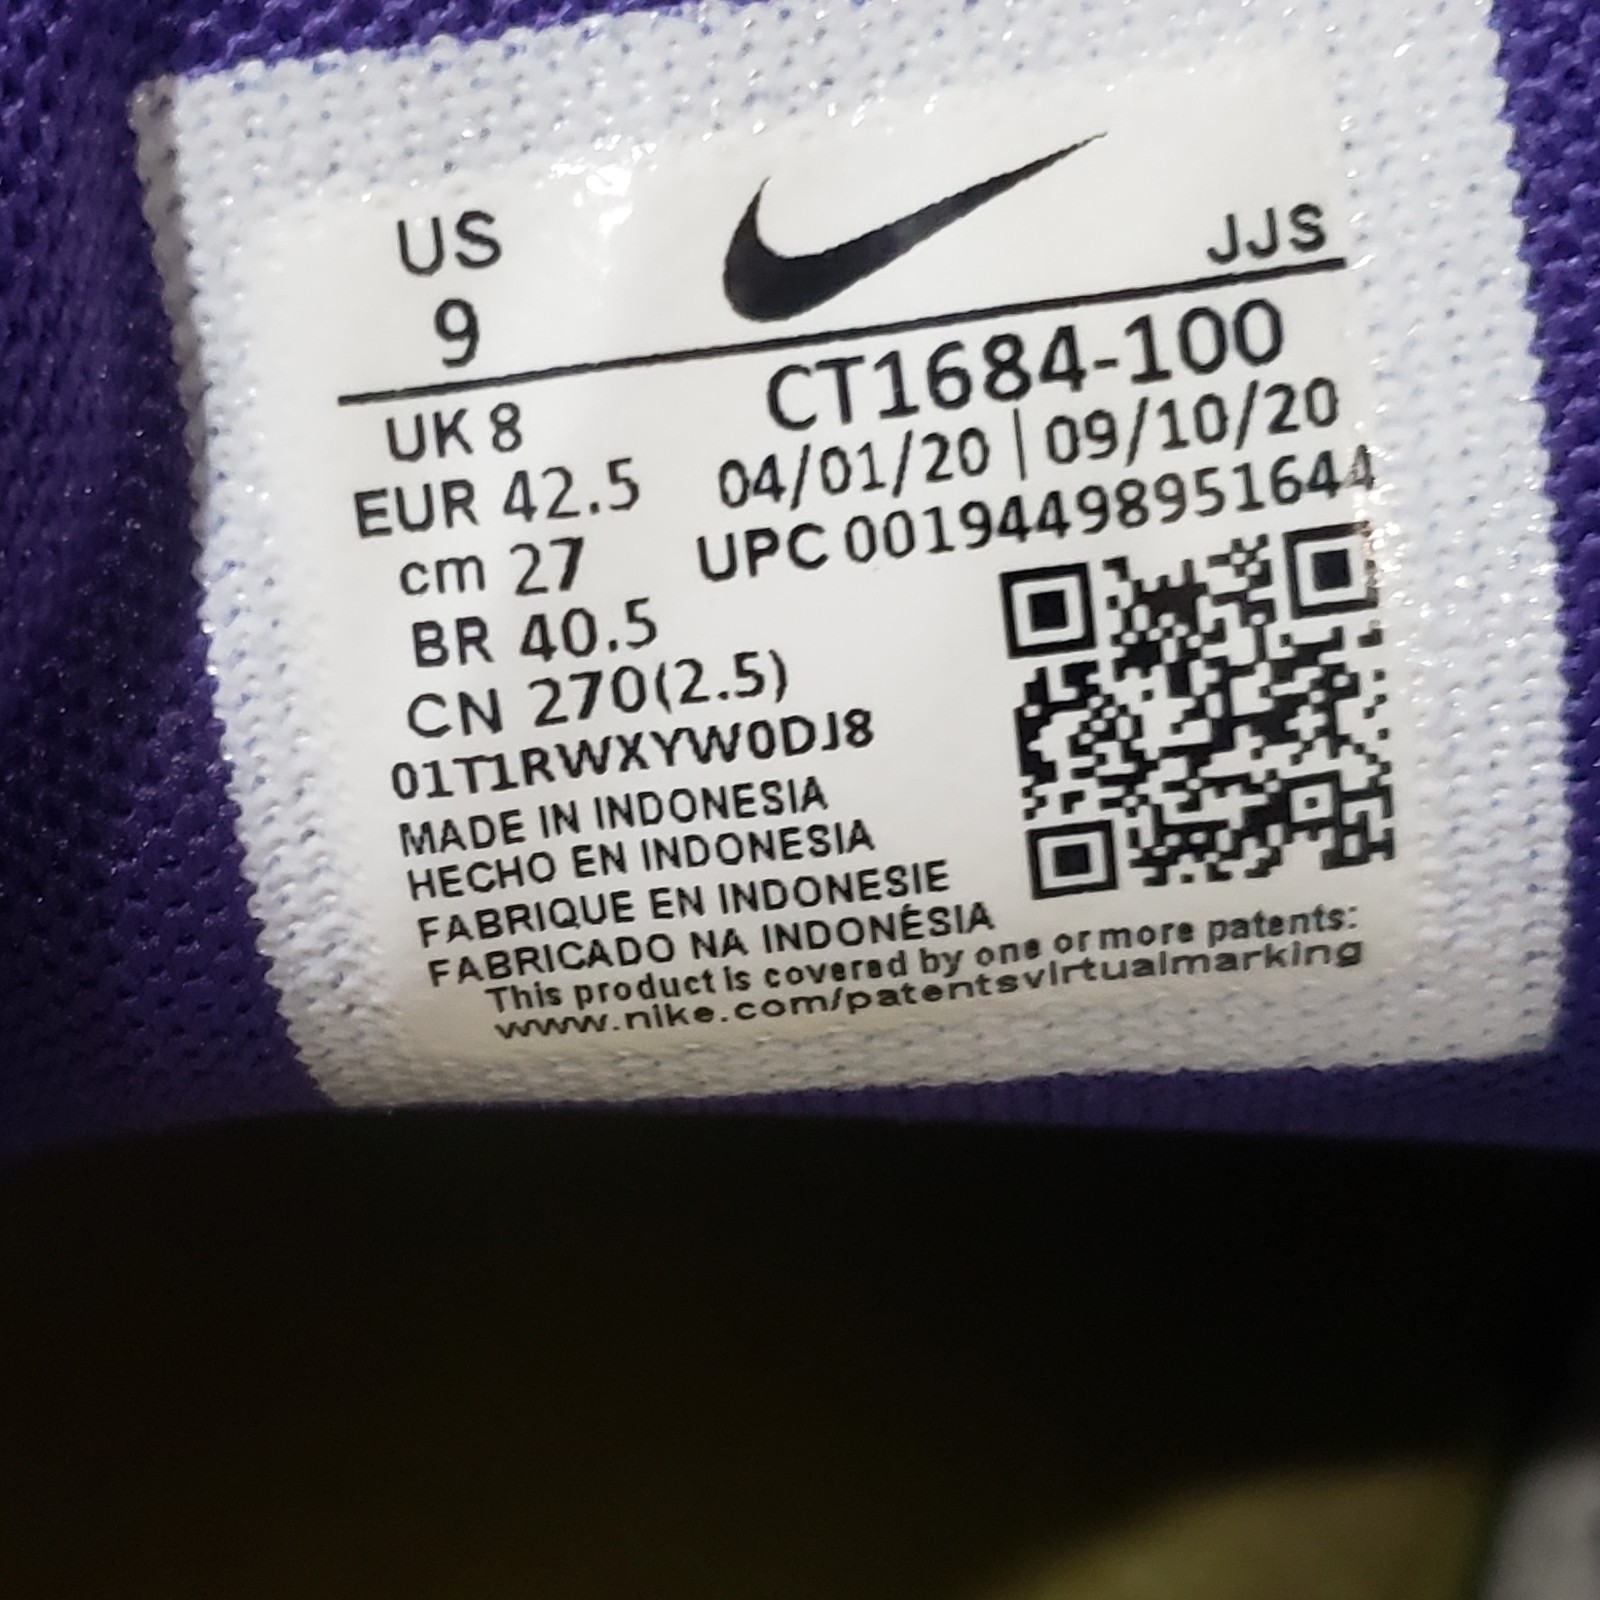 US
9
JJS
UK 8
CT1684-100
EUR 42.5
04/01/20 | 09/10/20
cm 27
UPC 00194498951644
BR 40.5
CN 270(2.5)
01T1RWXYW0DJ8
MADE IN INDONESIA
HECHO EN INDONESIA
FABRIQUE EN INDONESIE
FABRICADO NA INDONÉSIA
This product is covered by one or more patents:
www.nike.com/patentsvirtualmarking